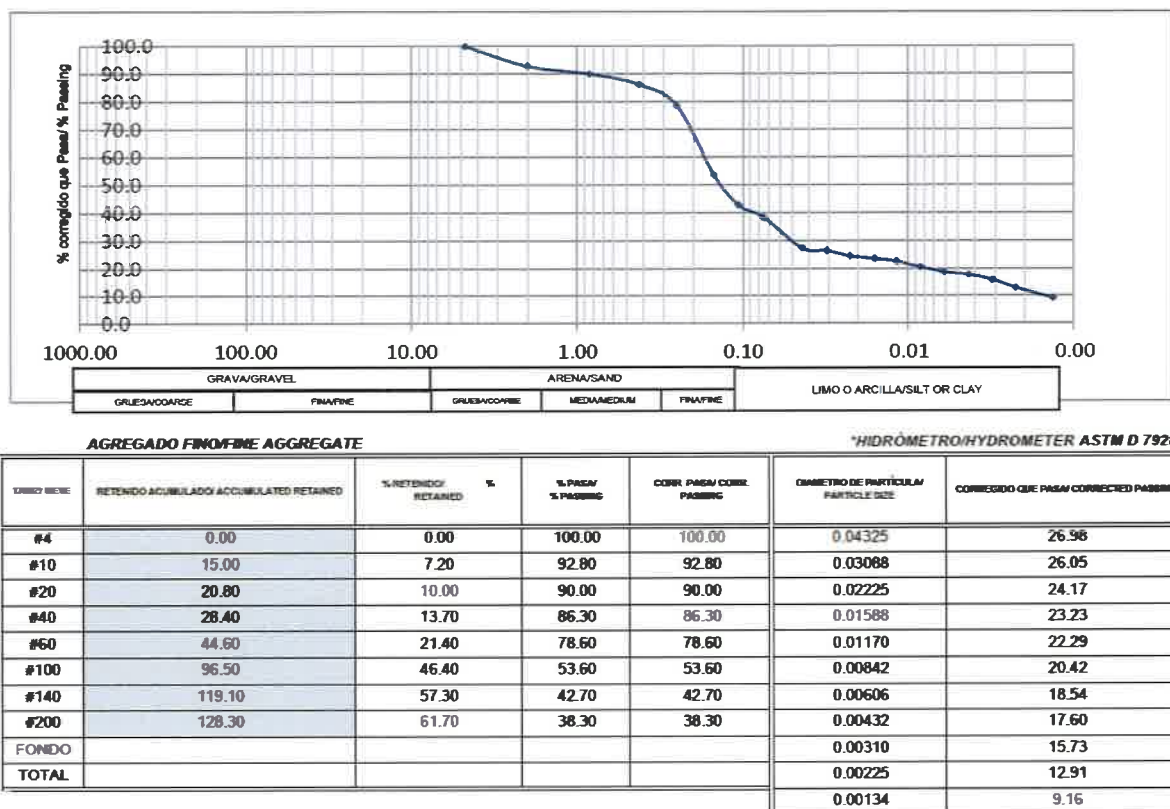 % corregido que Pasa/ % Passing
100.0
90.0
80.0
70.0
60.0
50.0
40.0
30.0
20.0
10.0
0.0
1000.00 100.00 10.00 1.00 0.10 0.01 0.00
GRAVA/GRAVEL ARENA/SAND LIMO O ARCILLA/SILT OR CLAY
GRUESA/COARSE FINA/FINE GRUESA/COARSE MEDIA/MEDIUM FINA/FINE
AGREGADO FINO/FINE AGGREGATE *HIDRÒMETRO/HYDROMETER ASTM D 7928
RETENIDO ACUMULADO/ ACCUMULATED RETAINED % RETENIDO/ % RETAINED % PASA/ % PASSING CORR. PASA/ CORR. PASSING DIAMETRO DE PARTÍCULA/ PARTICLE SIZE CORREGIDO QUE PASA/ CORRECTED PASSING
#4 0.00 0.00 100.00 100.00 0.04325 26.98
#10 15.00 7.20 92.80 92.80 0.03088 26.05
#20 20.80 10.00 90.00 90.00 0.02225 24.17
#40 28.40 13.70 86.30 86.30 0.01588 23.23
#60 44.60 21.40 78.60 78.60 0.01170 22.29
#100 96.50 46.40 53.60 53.60 0.00842 20.42
#140 119.10 57.30 42.70 42.70 0.00606 18.54
#200 128.30 61.70 38.30 38.30 0.00432 17.60
FONDO 0.00310 15.73
TOTAL 0.00225 12.91
0.00134 9.16